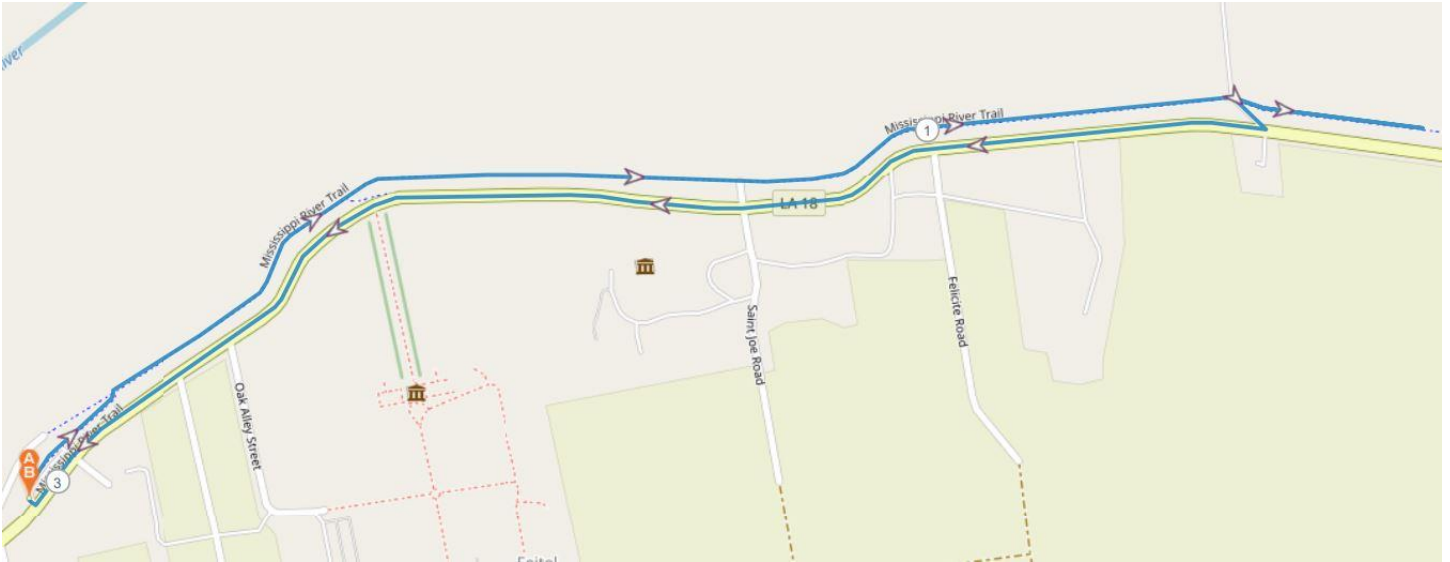 iver
Mississippi River Trail
1
Mississippi River Trail
LA 18
Felicite Road
Saint Joe Road
Oak Alley Street
Mississippi River Trail
A
B
3